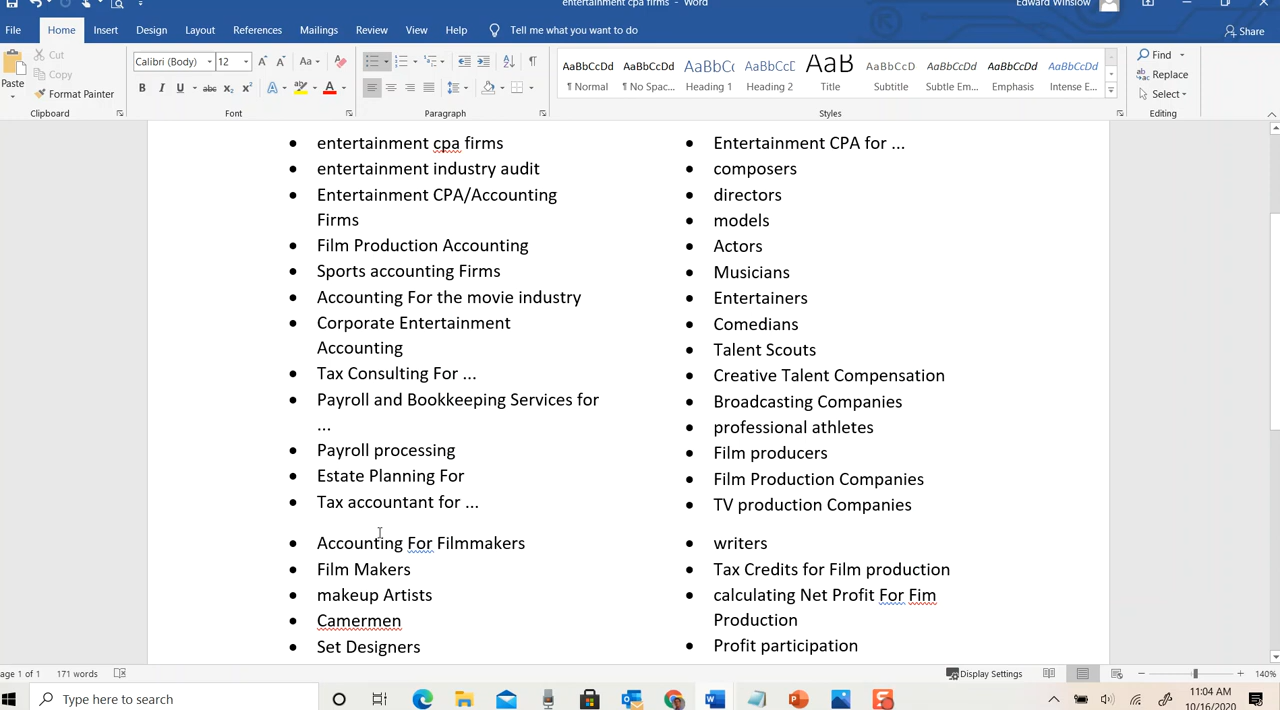 entertainment cpa firms - Word
Edward Winslow
File Home Insert Design Layout References Mailings Review View Help Tell me what you want to do
Share
Paste
Cut
Copy
Format Painter
Clipboard
Calibri (Body) 12
Font
Paragraph
AaBbCcDd AaBbCcDd AaBbCc AaBbCcD AaB AaBbCcD AaBbCcDd AaBbCcDd AaBbCcDd
¶ Normal ¶ No Spac... Heading 1 Heading 2 Title Subtitle Subtle Em... Emphasis Intense E...
Styles
Find
Replace
Select
Editing
• entertainment cpa firms
• entertainment industry audit
• Entertainment CPA/Accounting
Firms
• Film Production Accounting
• Sports accounting Firms
• Accounting For the movie industry
• Corporate Entertainment
Accounting
• Tax Consulting For ...
• Payroll and Bookkeeping Services for
...
• Payroll processing
• Estate Planning For
• Tax accountant for ...
• Accounting For Filmmakers
• Film Makers
• makeup Artists
• Camermen
• Set Designers
• Entertainment CPA for ...
• composers
• directors
• models
• Actors
• Musicians
• Entertainers
• Comedians
• Talent Scouts
• Creative Talent Compensation
• Broadcasting Companies
• professional athletes
• Film producers
• Film Production Companies
• TV production Companies
• writers
• Tax Credits for Film production
• calculating Net Profit For Fim
Production
• Profit participation
age 1 of 1 171 words
Display Settings
140%
Type here to search
11:04 AM
10/16/2020